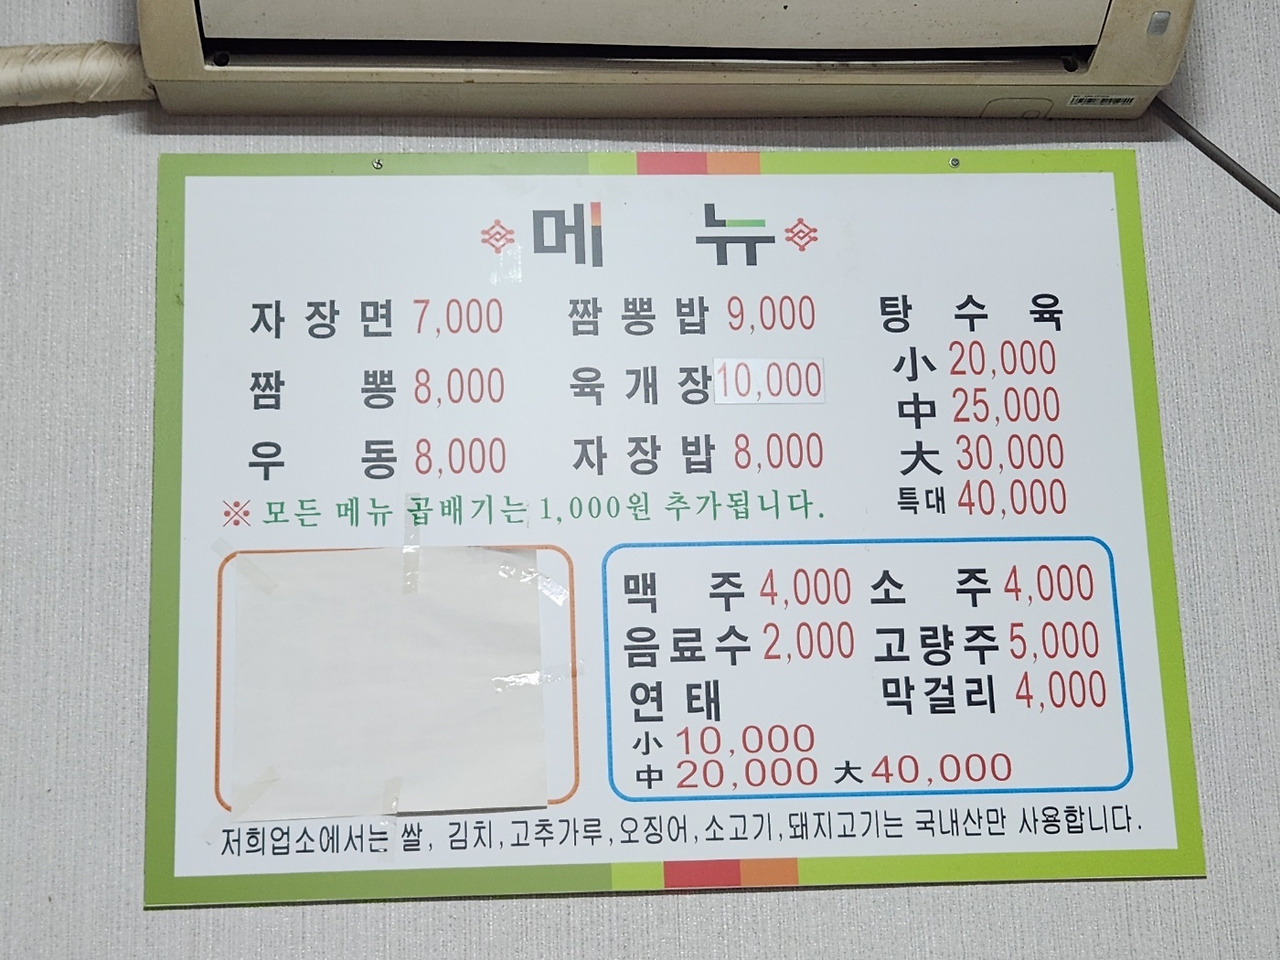 메 뉴
자장면 7,000 짬뽕밥 9,000 탕수육
小 20,000
짬 뽕 8,000 육개장 10,000
中 25,000
우 동 8,000 자장밥 8,000
大 30,000
특대 40,000
※ 모든 메뉴 곱배기는 1,000원 추가됩니다.
맥 주 4,000 소 주 4,000
음료수 2,000 고량주 5,000
연태 막걸리 4,000
小 10,000
中 20,000 大 40,000
저희업소에서는 쌀, 김치,고추가루,오징어,소고기,돼지고기는 국내산만 사용합니다.